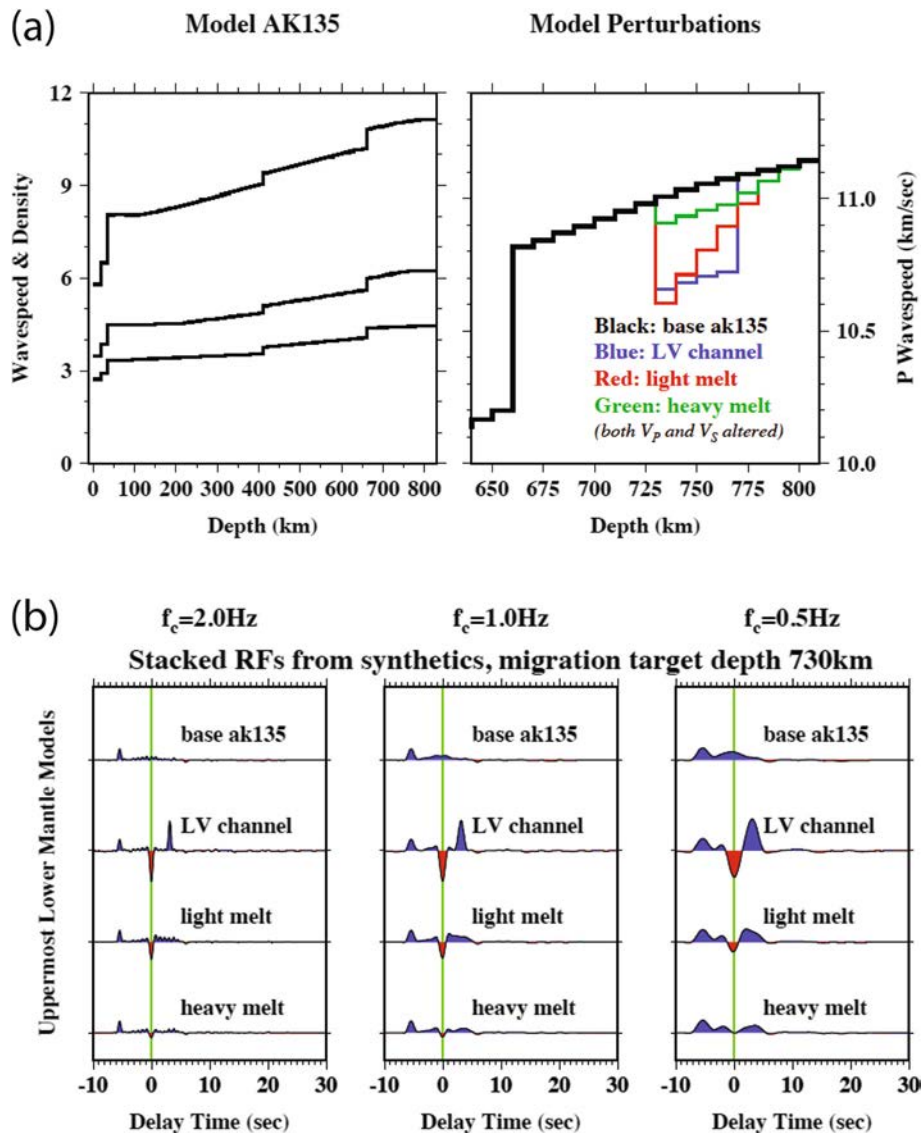 (a)
Model AK135
Model Perturbations
12
9
6
3
0
Wavespeed & Density
0 100 200 300 400 500 600 700 800
Depth (km)
Black: base ak135
Blue: LV channel
Red: light melt
Green: heavy melt
(both VP and VS altered)
11.0
10.5
10.0
P Wavespeed (km/sec)
650 675 700 725 750 775 800
Depth (km)
(b)
fc=2.0Hz fc=1.0Hz fc=0.5Hz
Stacked RFs from synthetics, migration target depth 730km
Uppermost Lower Mantle Models
base ak135 base ak135 base ak135
LV channel LV channel LV channel
light melt light melt light melt
heavy melt heavy melt heavy melt
-10 0 10 20 30 -10 0 10 20 30 -10 0 10 20 30
Delay Time (sec) Delay Time (sec) Delay Time (sec)